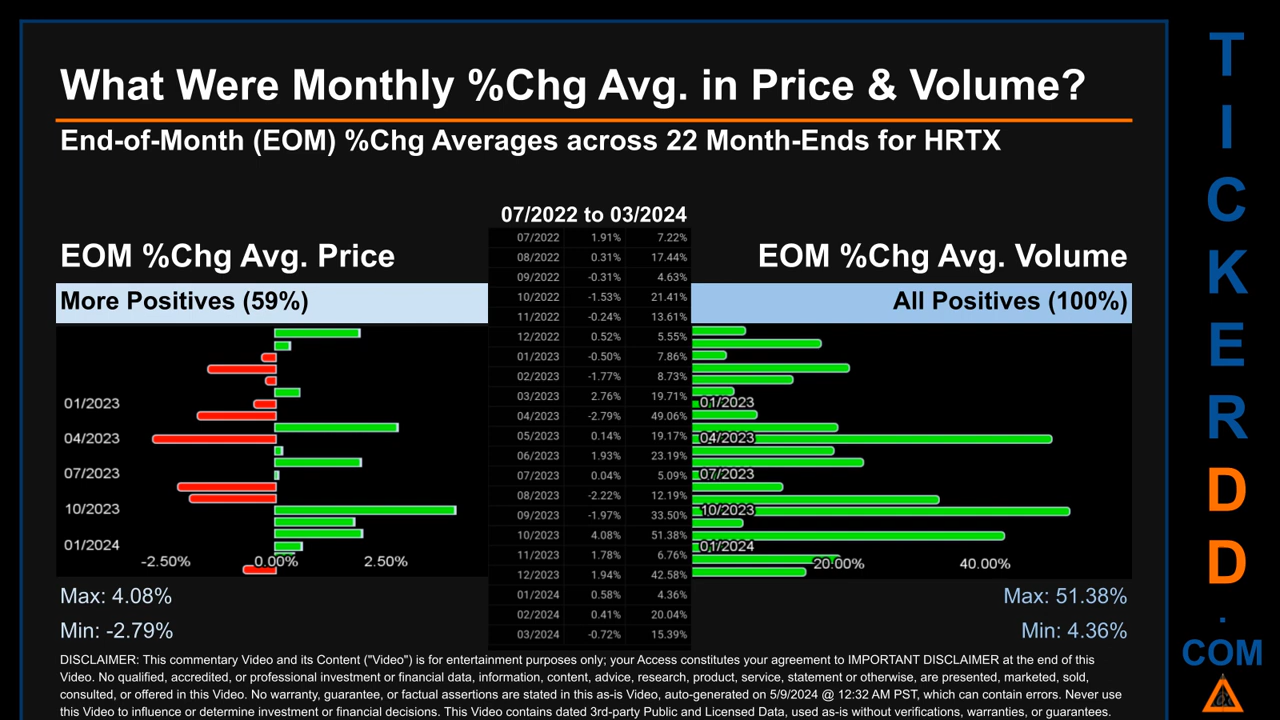 What Were Monthly %Chg Avg. in Price & Volume?
End-of-Month (EOM) %Chg Averages across 22 Month-Ends for HRTX
07/2022 to 03/2024
EOM %Chg Avg. Price
EOM %Chg Avg. Volume
More Positives (59%)
All Positives (100%)
07/2022 1.91% 7.22%
08/2022 0.31% 17.44%
09/2022 -0.31% 4.63%
10/2022 -1.53% 21.41%
11/2022 -0.24% 13.61%
12/2022 0.52% 5.55%
01/2023 -0.50% 7.86%
02/2023 -1.77% 8.73%
03/2023 2.76% 19.71%
04/2023 -2.79% 49.06%
05/2023 0.14% 19.17%
06/2023 1.93% 23.19%
07/2023 0.04% 5.09%
08/2023 -2.22% 12.19%
09/2023 -1.97% 33.50%
10/2023 4.08% 51.38%
11/2023 1.78% 6.76%
12/2023 1.94% 42.58%
01/2024 0.58% 4.36%
02/2024 0.41% 20.04%
03/2024 -0.72% 15.39%
01/2023
04/2023
07/2023
10/2023
01/2024
-2.50% 0.00% 2.50%
01/2023
04/2023
07/2023
10/2023
01/2024
20.00% 40.00%
Max: 4.08%
Min: -2.79%
Max: 51.38%
Min: 4.36%
DISCLAIMER: This commentary Video and its Content ("Video") is for entertainment purposes only; your Access constitutes your agreement to IMPORTANT DISCLAIMER at the end of this
Video. No qualified, accredited, or professional investment or financial data, information, content, advice, research, product, service, statement or otherwise, are presented, marketed, sold,
consulted, or offered in this Video. No warranty, guarantee, or factual assertions are stated in this as-is Video, auto-generated on 5/9/2024 @ 12:32 AM PST, which can contain errors. Never use
this Video to influence or determine investment or financial decisions. This Video contains dated 3rd-party Public and Licensed Data, used as-is without verifications, warranties, or guarantees.
T
I
C
K
E
R
D
D
.
COM